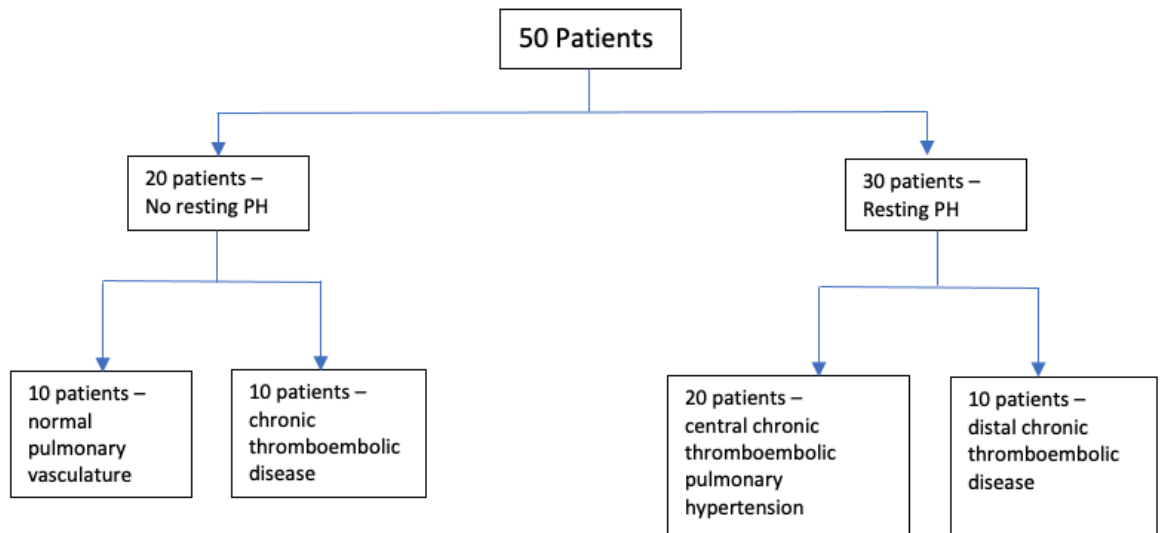 50 Patients
20 patients –
No resting PH
30 patients –
Resting PH
10 patients –
normal
pulmonary
vasculature
10 patients –
chronic
thromboembolic
disease
20 patients –
central chronic
thromboembolic
pulmonary
hypertension
10 patients –
distal chronic
thromboembolic
disease